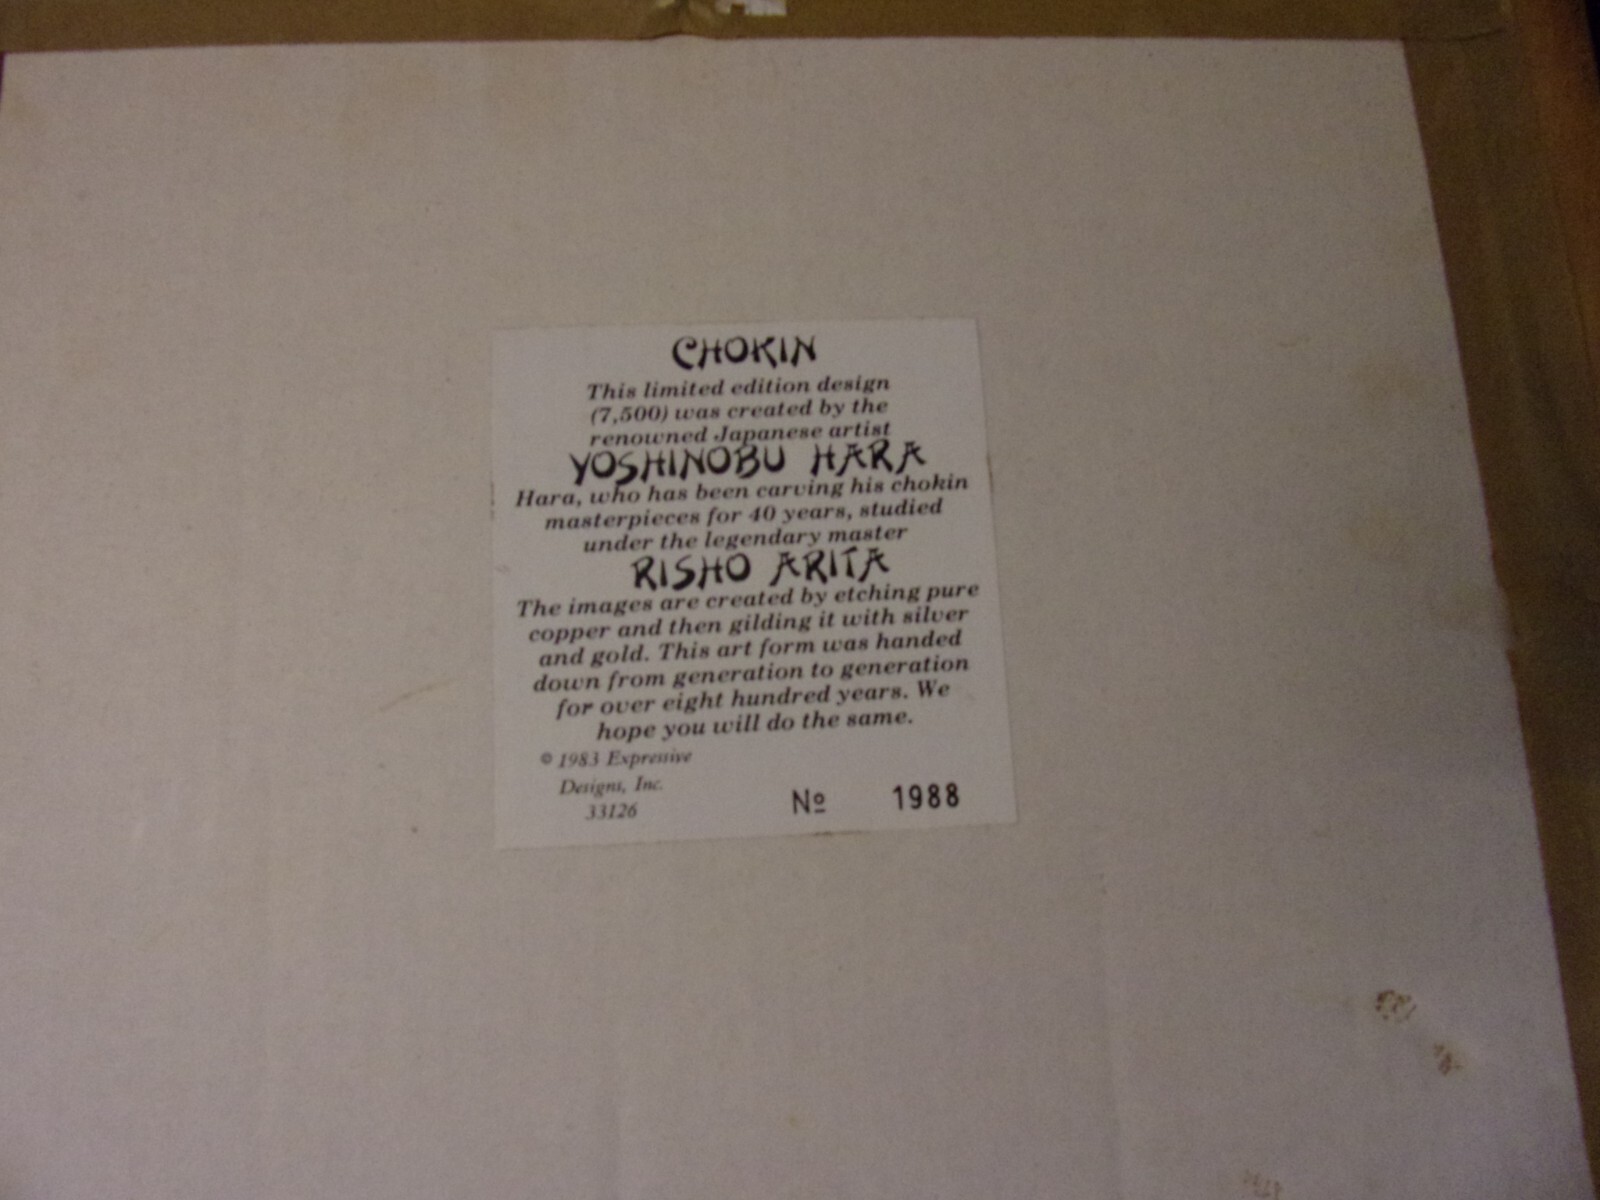 CHOKIN
This limited edition design
(7,500) was created by the
renowned Japanese artist
YOSHINOBU HARA
Hara, who has been carving his chokin
masterpieces for 40 years, studied
under the legendary master
RISHO ARITA
The images are created by etching pure
copper and then gilding it with silver
and gold. This art form was handed
down from generation to generation
for over eight hundred years. We
hope you will do the same.
© 1983 Expressive
Designs, Inc.
33126
Nº 1988